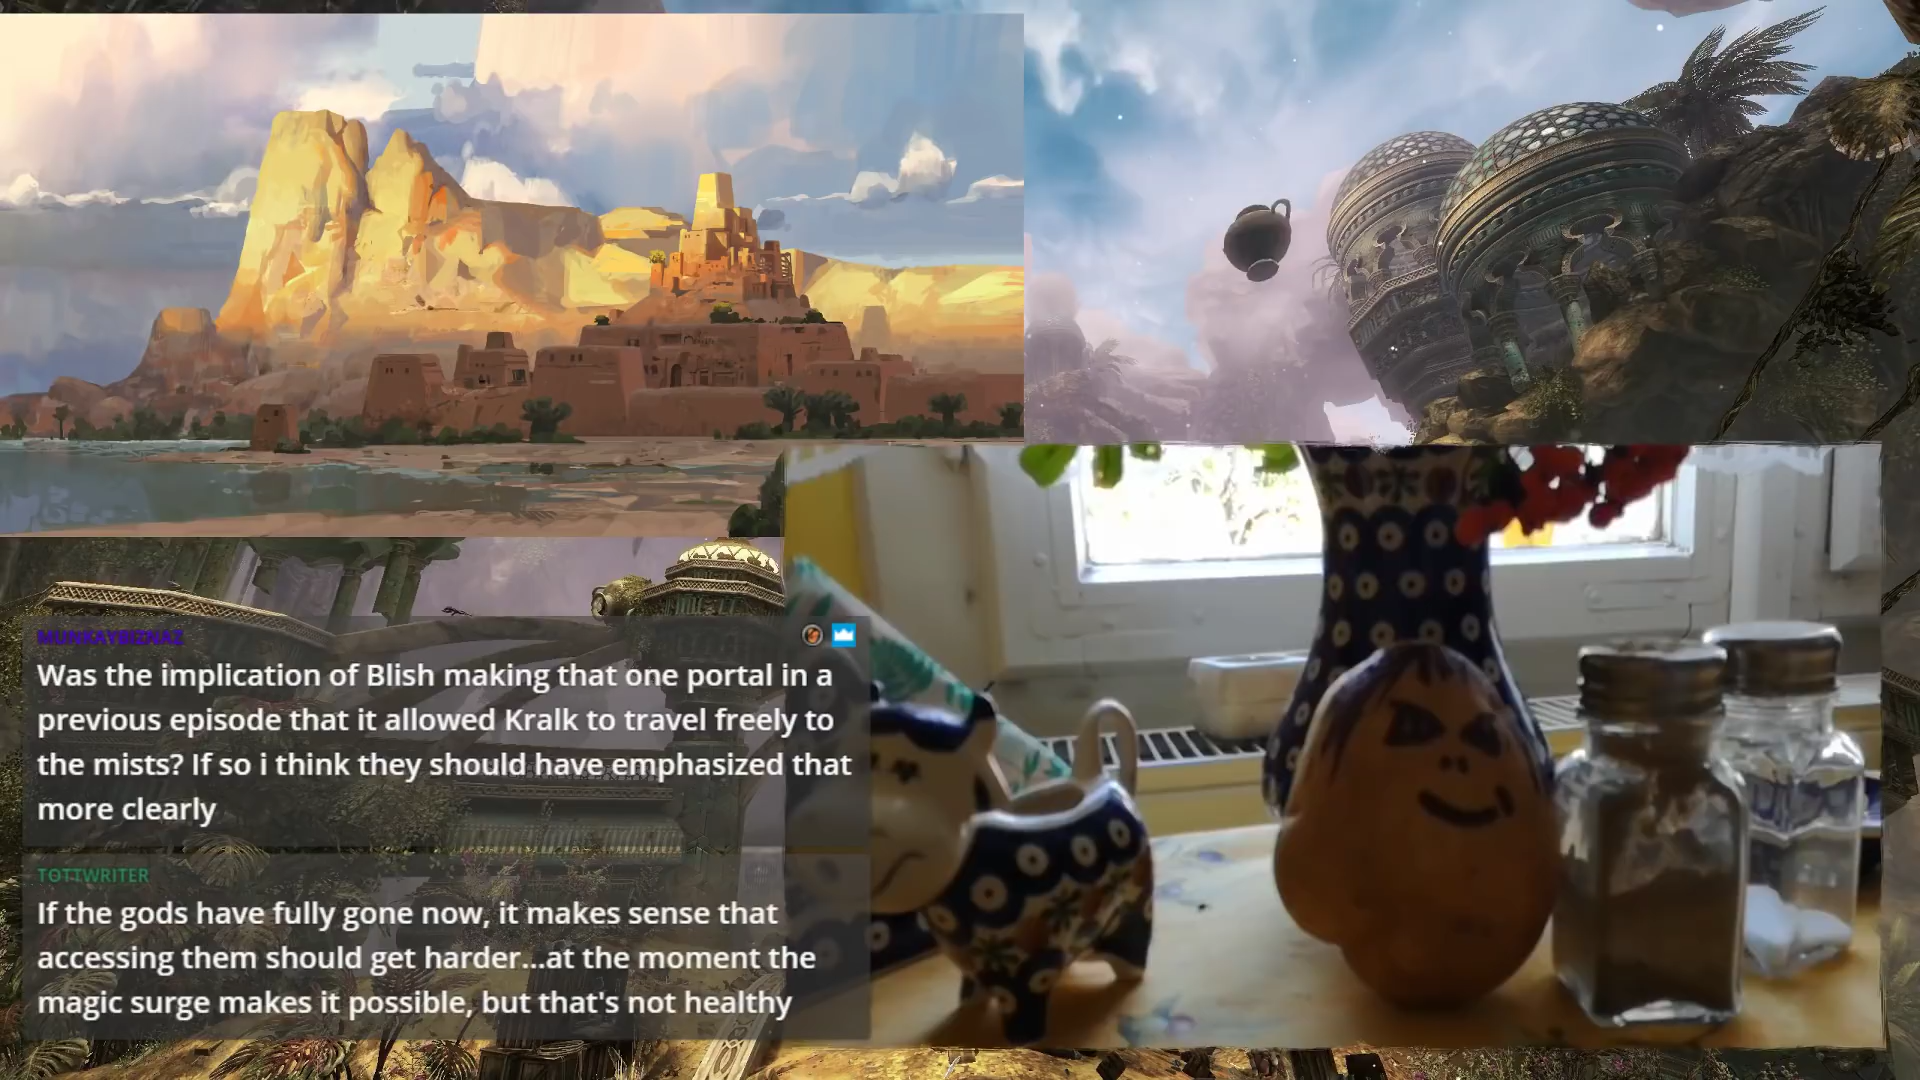 MUNKAYBIZNAZ
Was the implication of Blish making that one portal in a
previous episode that it allowed Kralk to travel freely to
the mists? If so i think they should have emphasized that
more clearly
TOTTWRITER
If the gods have fully gone now, it makes sense that
accessing them should get harder...at the moment the
magic surge makes it possible, but that's not healthy